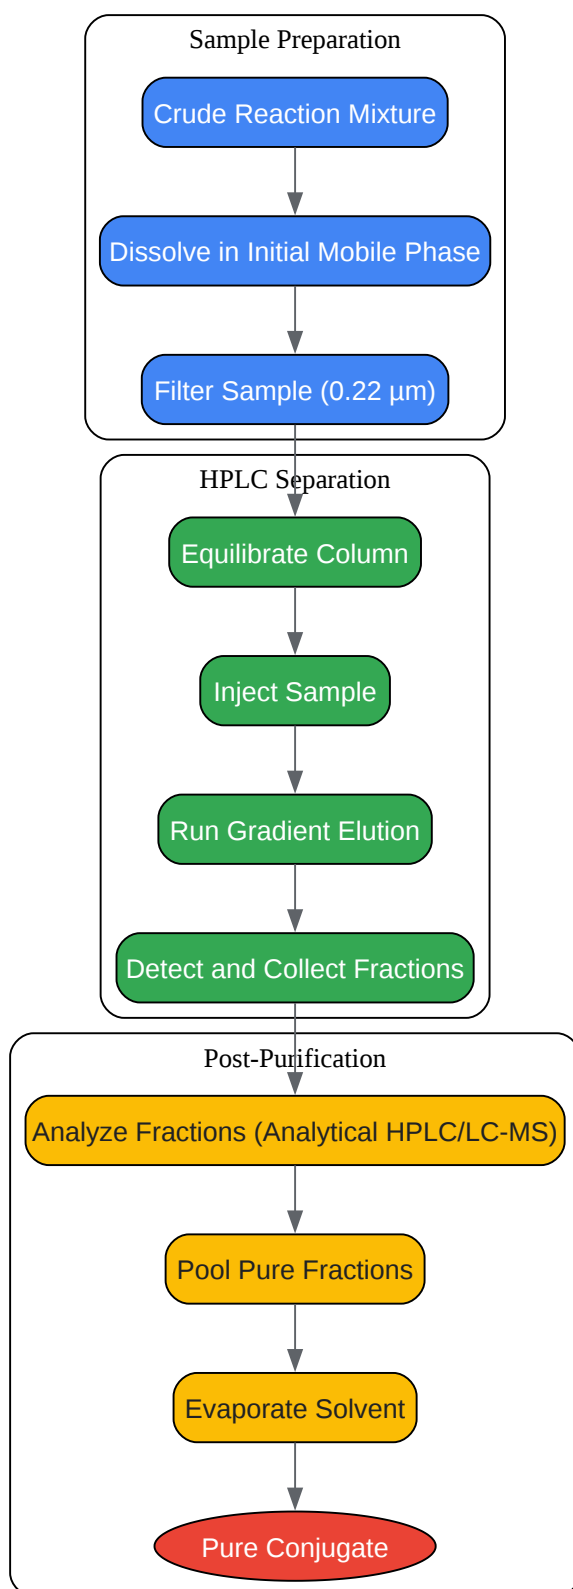 Sample Preparation
Crude Reaction Mixture
Dissolve in Initial Mobile Phase
Filter Sample (0.22 µm)
HPLC Separation
Equilibrate Column
Inject Sample
Run Gradient Elution
Detect and Collect Fractions
Post-Purification
Analyze Fractions (Analytical HPLC/LC-MS)
Pool Pure Fractions
Evaporate Solvent
Pure Conjugate